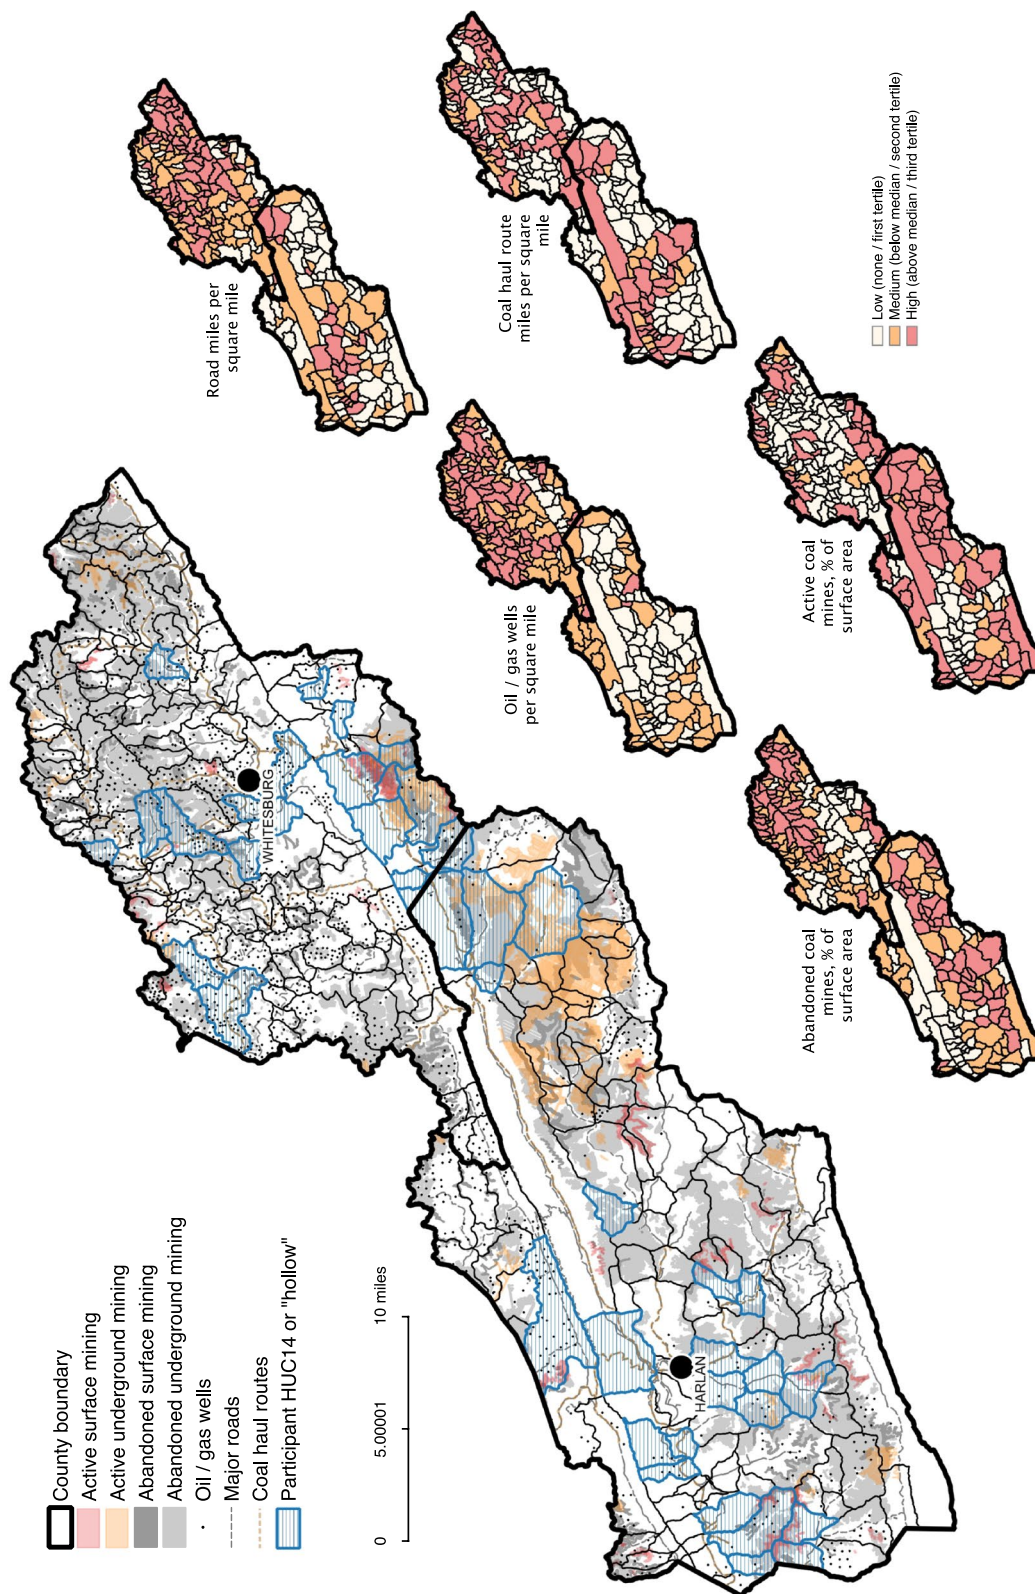 County boundary
Active surface mining
Active underground mining
Abandoned surface mining
Abandoned underground mining
Oil / gas wells
Major roads
Coal haul routes
Participant HUC14 or "hollow"
0
5.00001
10 miles
WHITESBURG
HARLAN
Road miles per
square mile
Oil / gas wells
per square mile
Coal haul route
miles per square
mile
Abandoned coal
mines, % of
surface area
Active coal
mines, % of
surface area
Low (none / first tertile)
Medium (below median / second tertile)
High (above median / third tertile)